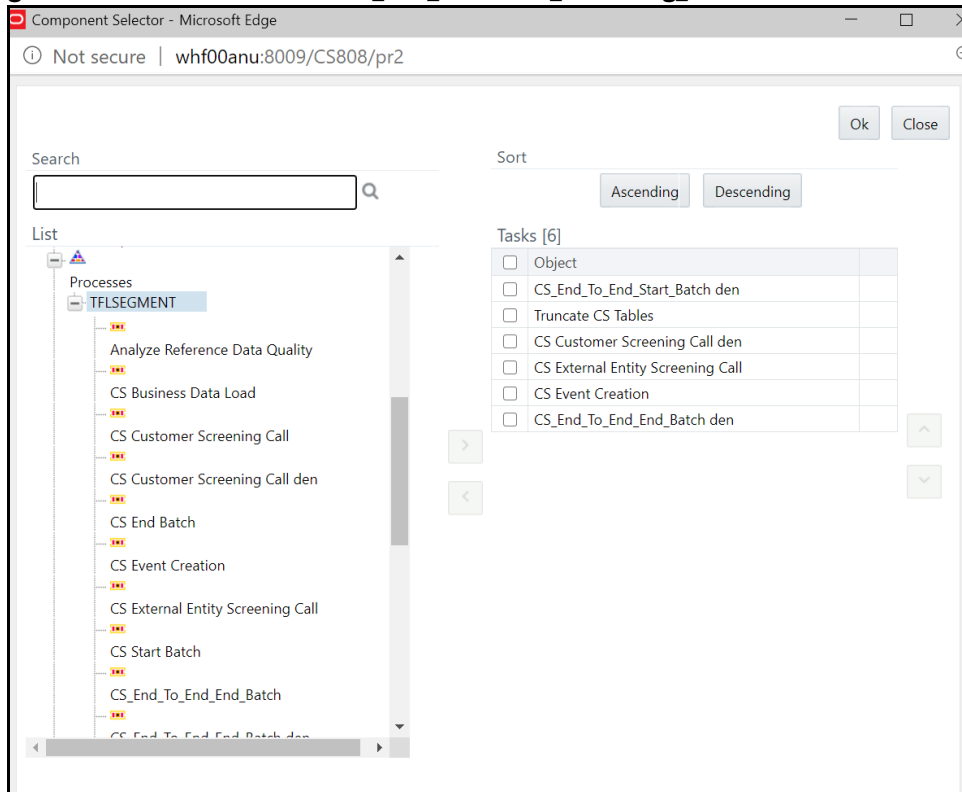 Component Selector - Microsoft Edge
Not secure | whf00anu:8009/CS808/pr2
Ok Close
Search
Sort
Ascending Descending
List
Tasks [6]
Processes
TFLSEGMENT
Analyze Reference Data Quality
CS Business Data Load
CS Customer Screening Call
CS Customer Screening Call den
CS End Batch
CS Event Creation
CS External Entity Screening Call
CS Start Batch
CS_End_To_End_End_Batch
CS_End_To_End_End_Batch den
Object
CS_End_To_End_Start_Batch den
Truncate CS Tables
CS Customer Screening Call den
CS External Entity Screening Call
CS Event Creation
CS_End_To_End_End_Batch den